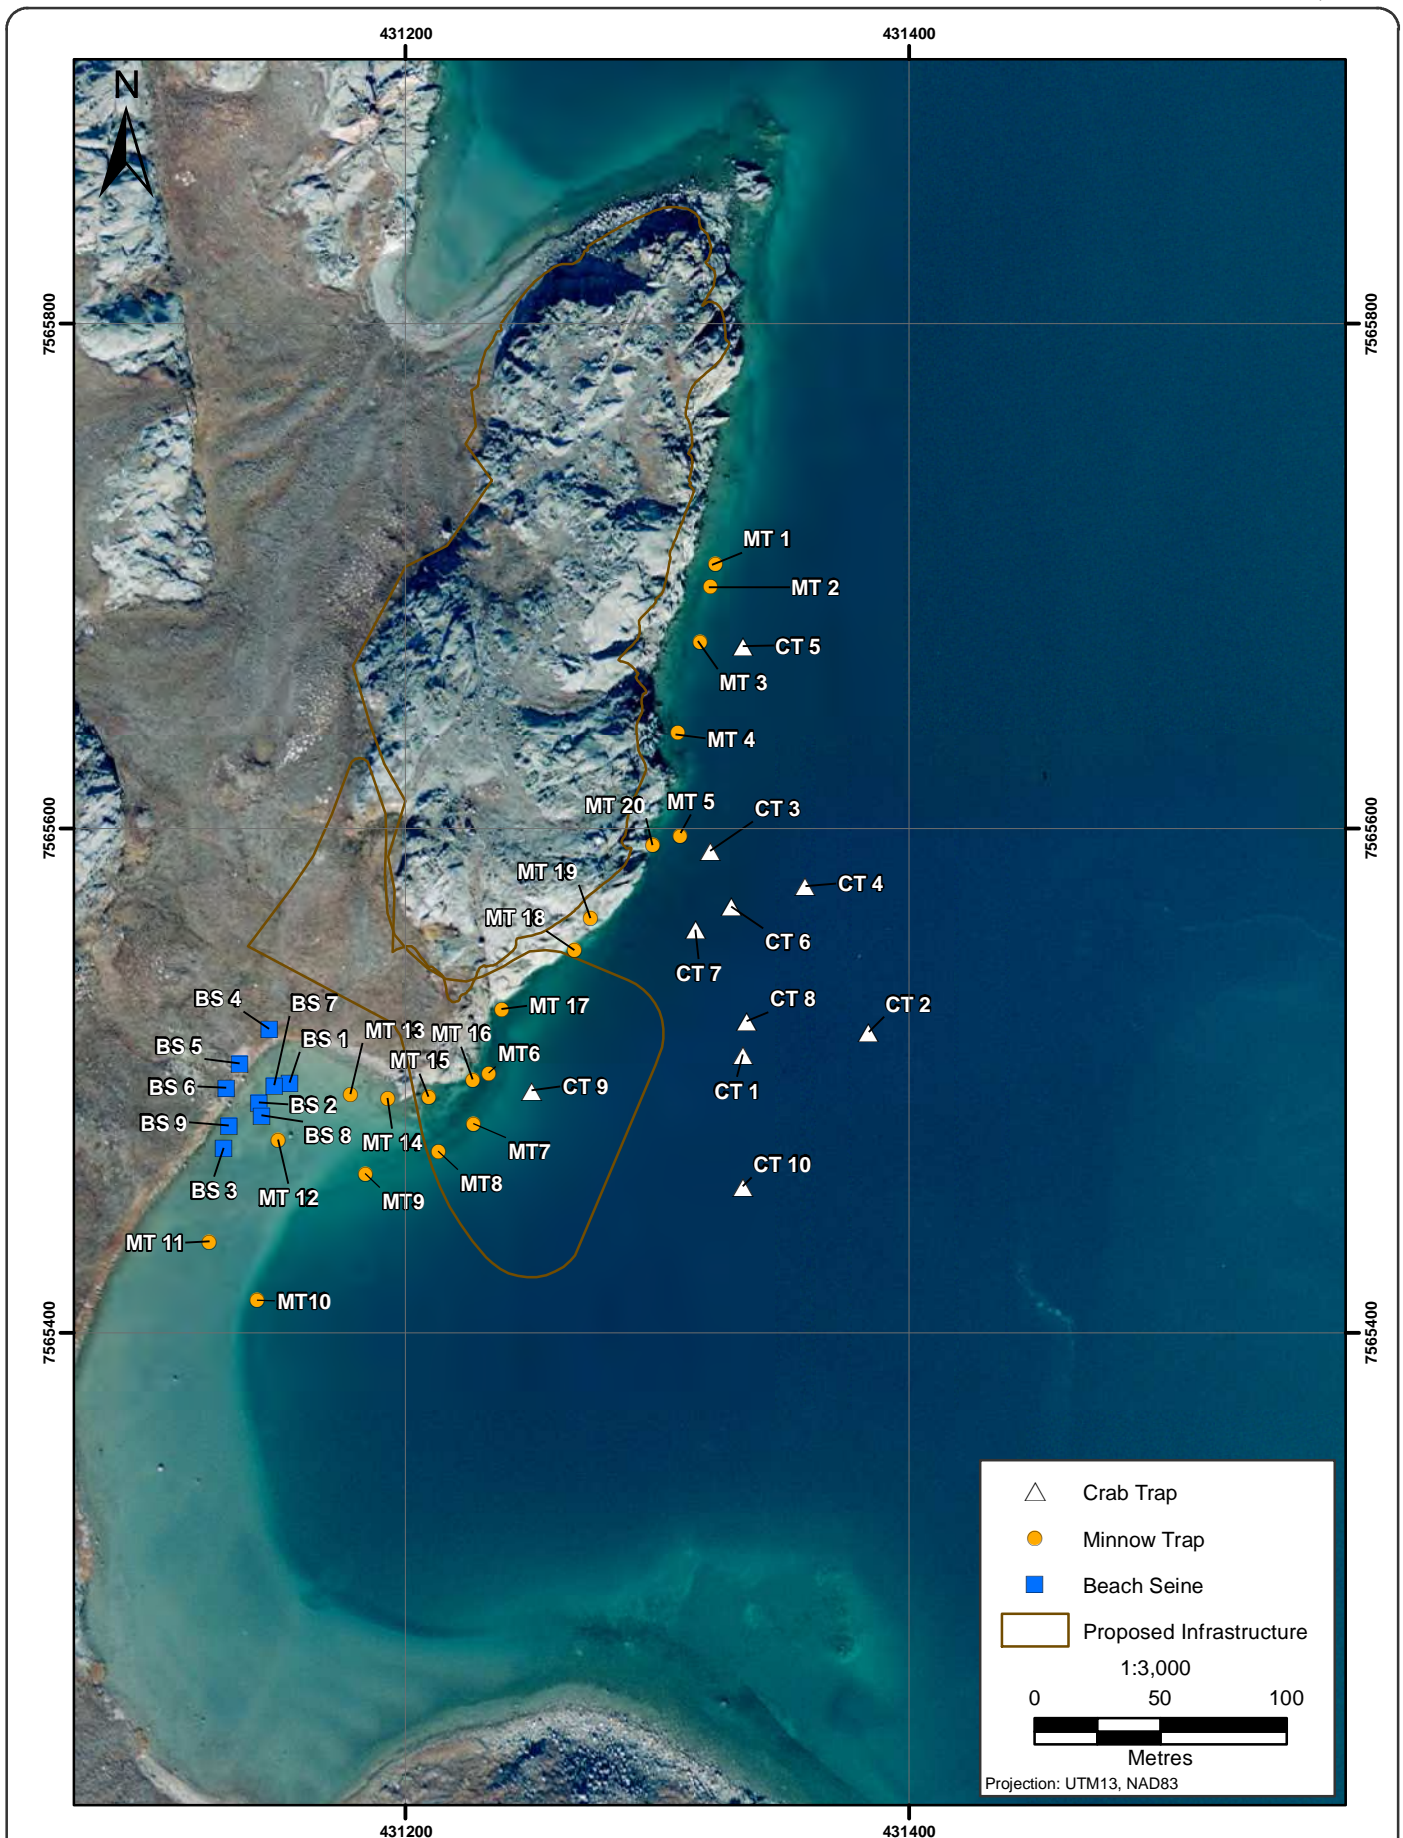 431200
431400
N
7565800
7565800
MT 1
MT 2
CT 5
MT 3
MT 4
MT 20
MT 5
CT 3
7565600
7565600
MT 19
CT 4
MT 18
CT 6
CT 7
BS 4
BS 7
MT 17
CT 8
CT 2
BS 1
MT 13
MT 16
BS 5
MT 15
MT6
CT 1
BS 6
CT 9
BS 2
BS 9
BS 8
MT 14
MT7
CT 10
BS 3
MT 12
MT9
MT8
MT 11
MT10
7565400
7565400
Crab Trap
Minnow Trap
Beach Seine
Proposed Infrastructure
1:3,000
0 50 100
Metres
Projection: UTM13, NAD83
431200
431400